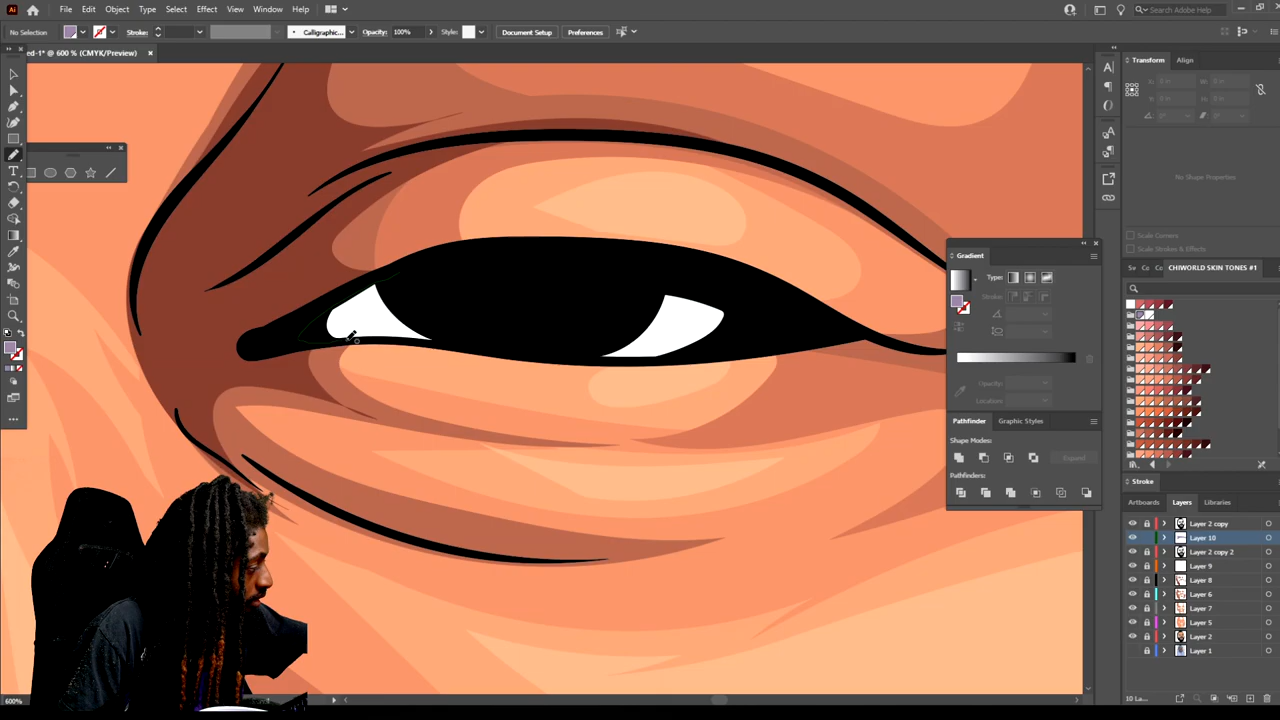 Ai File Edit Object Type Select Effect View Window Help Search Adobe Help
No Selection Stroke: Calligraphic... Opacity: 100% Style: Document Setup Preferences
ed-1* @ 600 % (CMYK/Preview)
Transform Align
No Shape Properties
Scale Corners
Scale Strokes & Effects
Gradient
Type:
Stroke:
Opacity:
Location:
Sw Co Co CHIWORLD SKIN TONES #1
Pathfinder Graphic Styles
Shape Modes:
Expand
Pathfinders:
Stroke
Artboards Layers Libraries
Layer 2 copy
Layer 10
Layer 2 copy 2
Layer 9
Layer 8
Layer 6
Layer 7
Layer 5
Layer 2
Layer 1
10 La...
600%